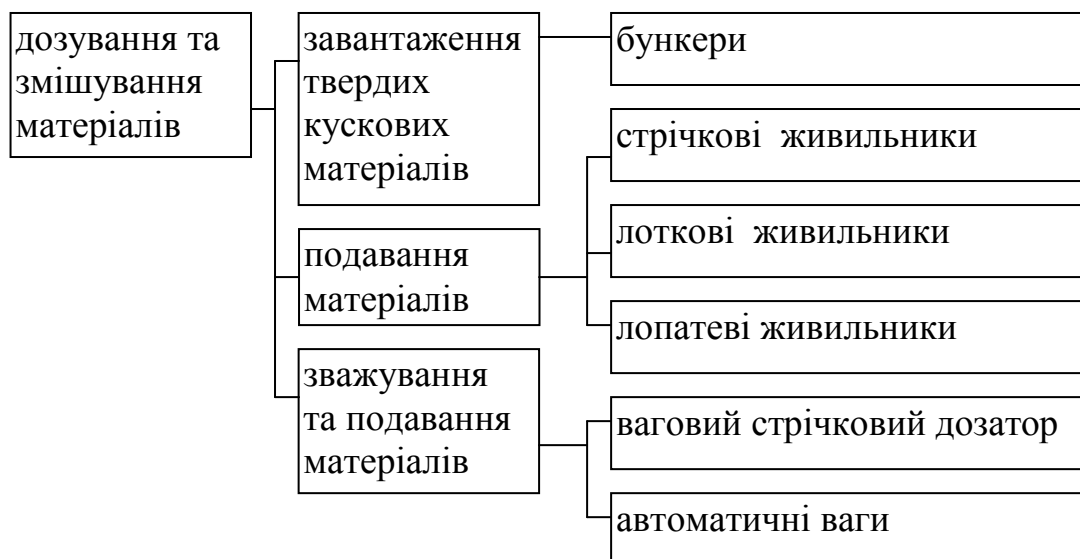 дозування та
змішування
матеріалів
завантаження
твердих
кускових
матеріалів
бункери
подавання
матеріалів
стрічкові живильники
лоткові живильники
лопатеві живильники
зважування
та подавання
матеріалів
ваговий стрічковий дозатор
автоматичні ваги